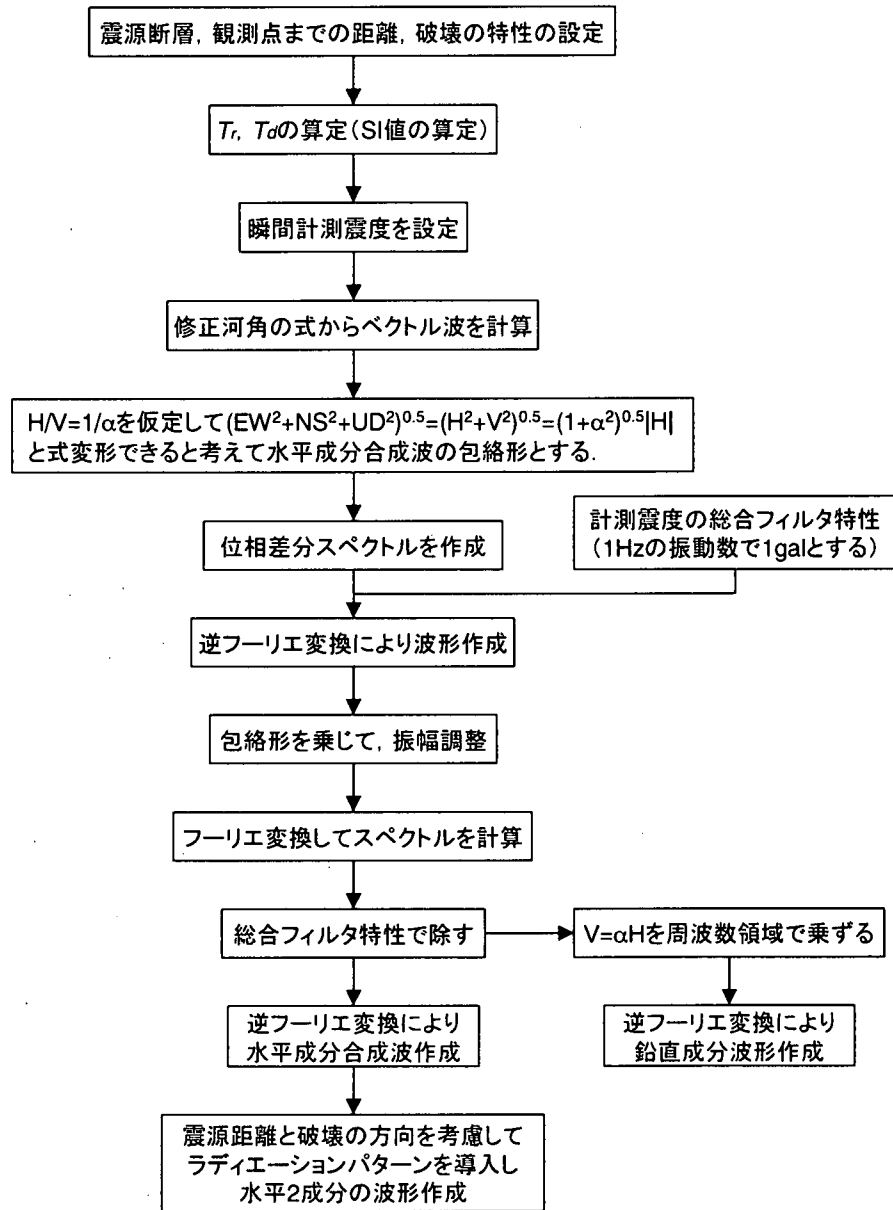 震源断層, 観測点までの距離, 破壊の特性の設定
Tr, Tdの算定(SI値の算定)
瞬間計測震度を設定
修正河角の式からベクトル波を計算
H/V=1/αを仮定して(EW²+NS²+UD²)^0.5=(H²+V²)^0.5=(1+α²)^0.5|H|
と式変形できると考えて水平成分合成波の包絡形とする.
位相差分スペクトルを作成
計測震度の総合フィルタ特性
(1Hzの振動数で1galとする)
逆フーリエ変換により波形作成
包絡形を乗じて, 振幅調整
フーリエ変換してスペクトルを計算
総合フィルタ特性で除す
V=αHを周波数領域で乗ずる
逆フーリエ変換により
水平成分合成波作成
逆フーリエ変換により
鉛直成分波形作成
震源距離と破壊の方向を考慮して
ラディエーションパターンを導入し
水平2成分の波形作成